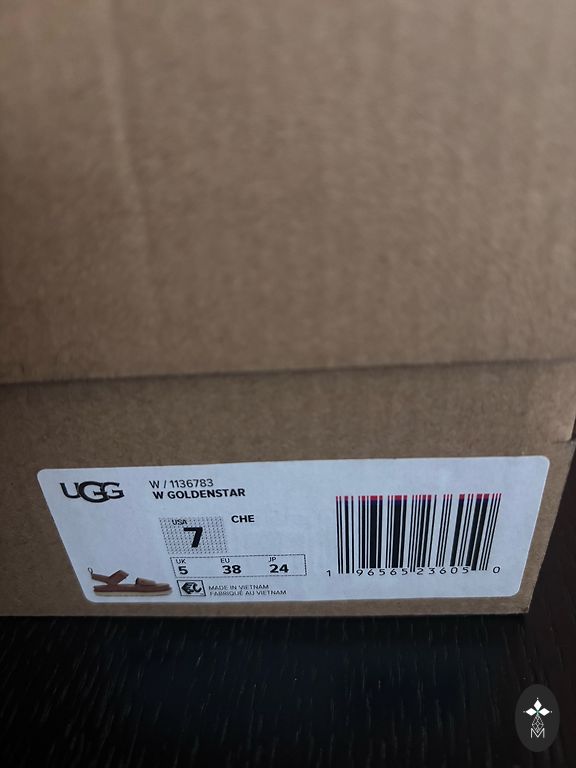 UGG
W / 1136783
W GOLDENSTAR
USA
7
CHE
UK 5
EU 38
JP 24
MADE IN VIETNAM
FABRIQUÉ AU VIETNAM
1 96565 23605 0
M